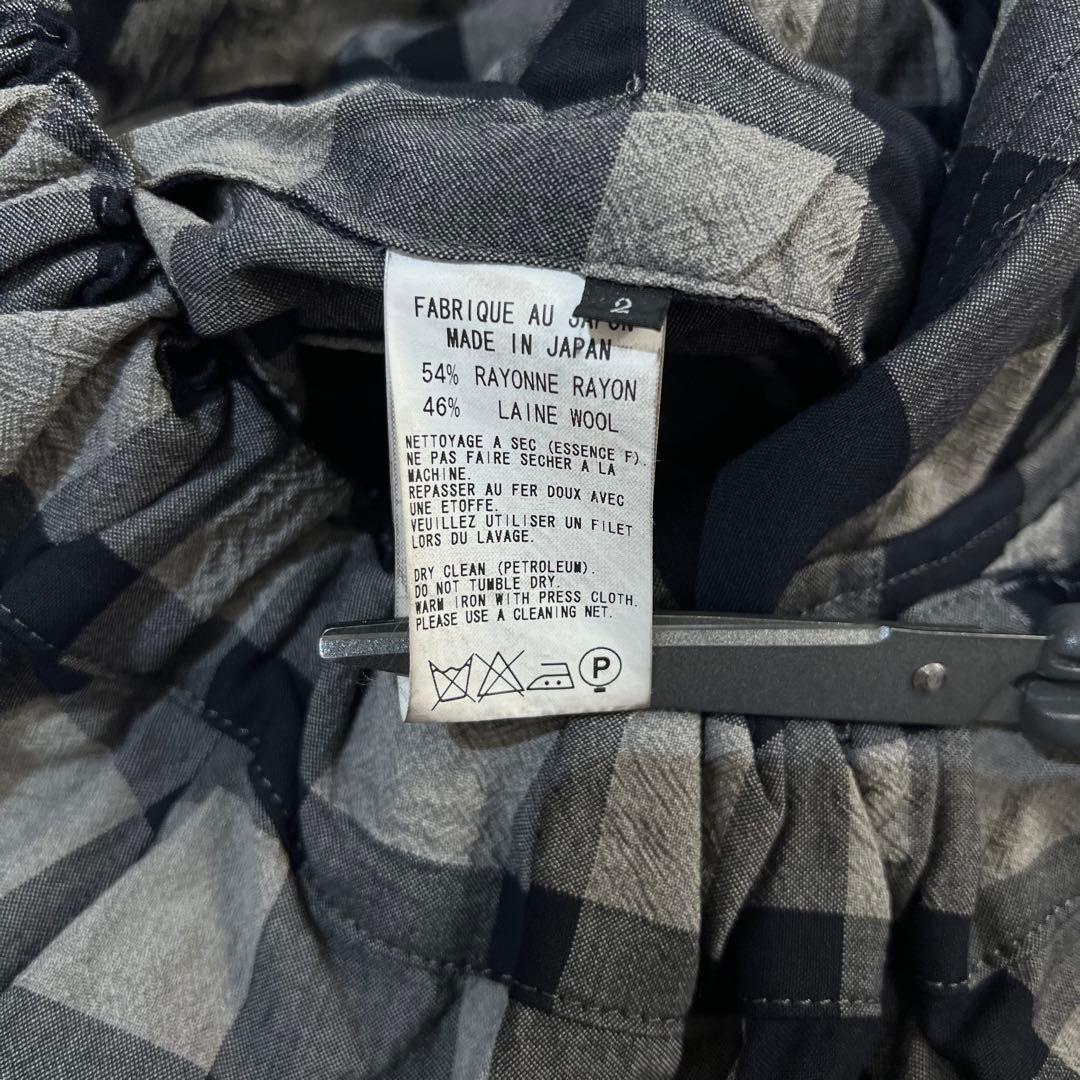 2
FABRIQUE AU JAPON
MADE IN JAPAN
54% RAYONNE RAYON
46% LAINE WOOL
NETTOYAGE A SEC (ESSENCE F).
NE PAS FAIRE SECHER A LA
MACHINE.
REPASSER AU FER DOUX AVEC
UNE ETOFFE.
VEUILLEZ UTILISER UN FILET
LORS DU LAVAGE.
DRY CLEAN (PETROLEUM).
DO NOT TUMBLE DRY.
WARM IRON WITH PRESS CLOTH.
PLEASE USE A CLEANING NET.
P